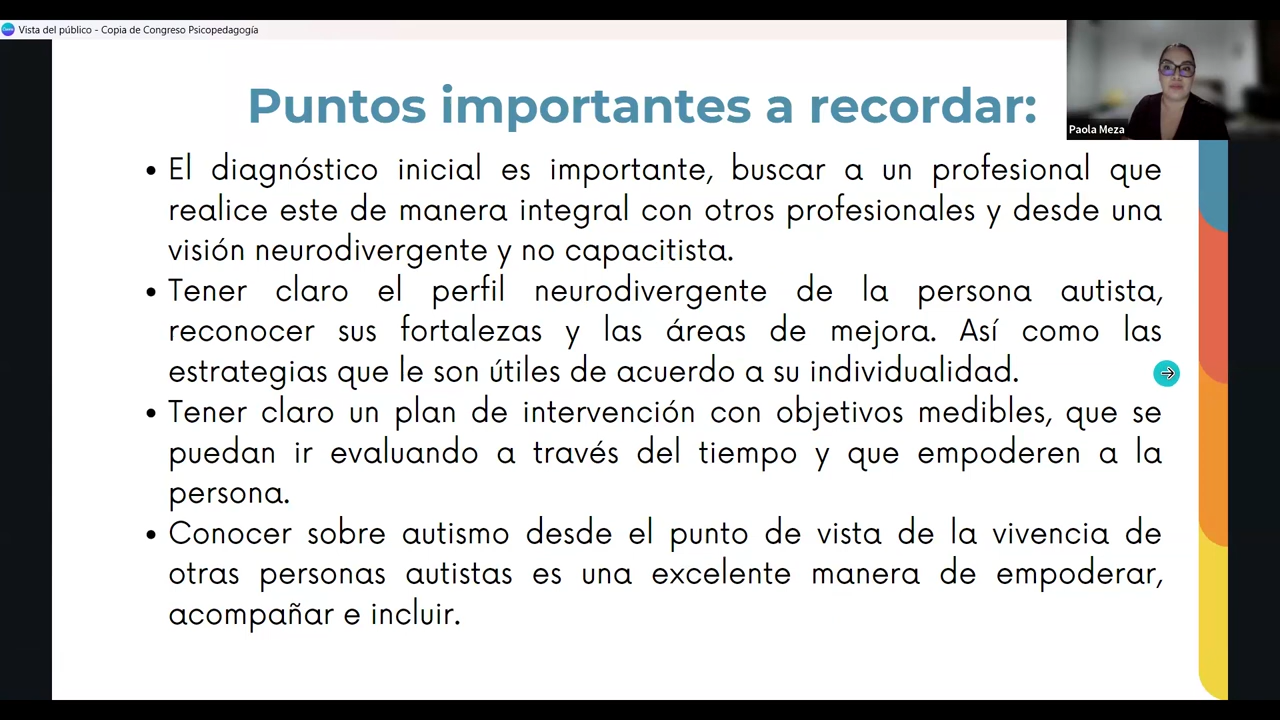 Vista del público - Copia de Congreso Psicopedagogía
Puntos importantes a recordar:
Paola Meza
• El diagnóstico inicial es importante, buscar a un profesional que
realice este de manera integral con otros profesionales y desde una
visión neurodivergente y no capacitista.
• Tener claro el perfil neurodivergente de la persona autista,
reconocer sus fortalezas y las áreas de mejora. Así como las
estrategias que le son útiles de acuerdo a su individualidad.
• Tener claro un plan de intervención con objetivos medibles, que se
puedan ir evaluando a través del tiempo y que empoderen a la
persona.
• Conocer sobre autismo desde el punto de vista de la vivencia de
otras personas autistas es una excelente manera de empoderar,
acompañar e incluir.